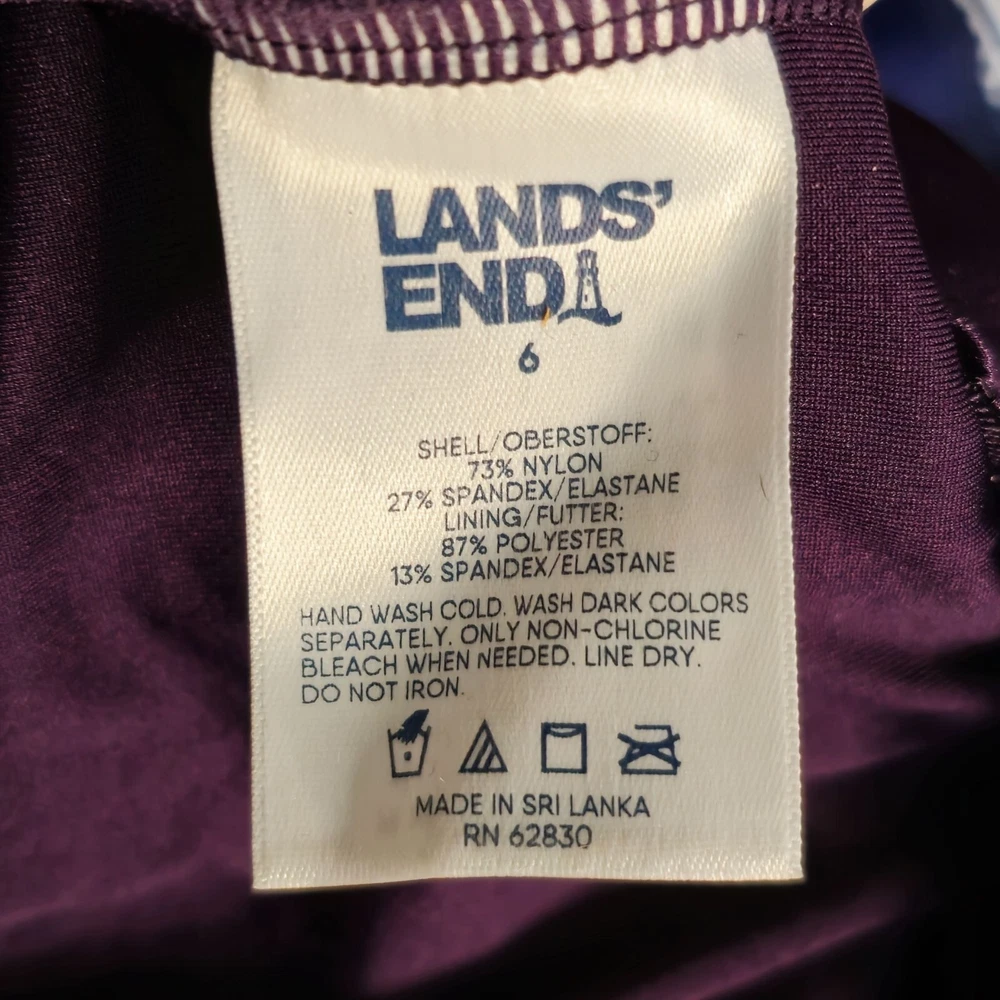 LANDS'
END
6
SHELL/OBERSTOFF:
73% NYLON
27% SPANDEX/ELASTANE
LINING/FUTTER:
87% POLYESTER
13% SPANDEX/ELASTANE
HAND WASH COLD. WASH DARK COLORS
SEPARATELY. ONLY NON-CHLORINE
BLEACH WHEN NEEDED. LINE DRY.
DO NOT IRON.
MADE IN SRI LANKA
RN 62830